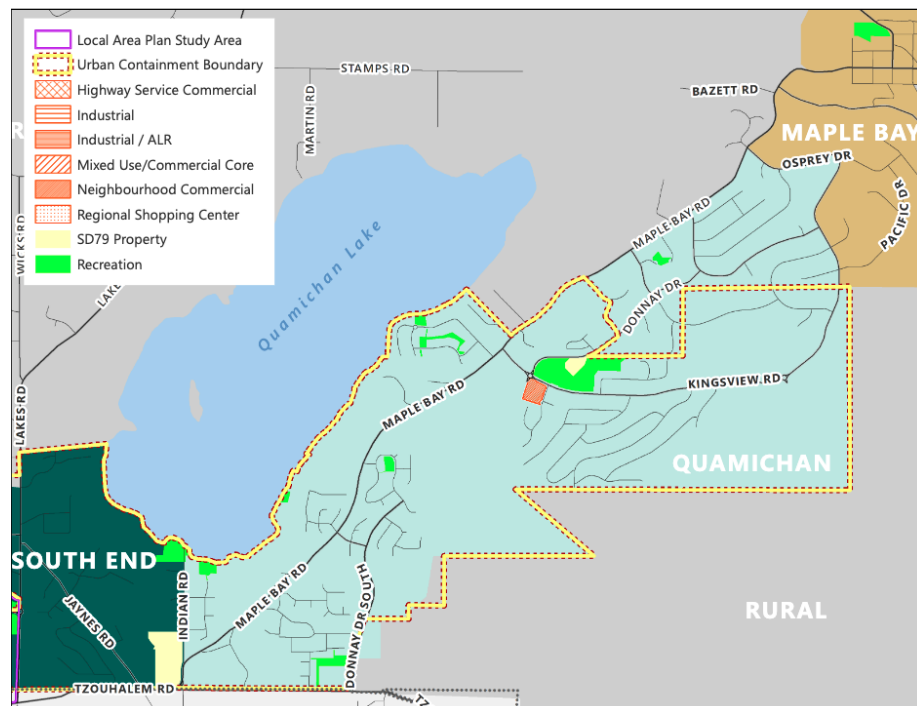 Local Area Plan Study Area
Urban Containment Boundary
Highway Service Commercial
Industrial
Industrial / ALR
Mixed Use/Commercial Core
Neighbourhood Commercial
Regional Shopping Center
SD79 Property
Recreation
STAMPS RD
MARTIN RD
BAZETT RD
MAPLE BAY
OSPREY DR
PACIFIC DR
MAPLE BAY RD
WICKS RD
LAKE
Quamichan Lake
DONNAY DR
LAKES RD
MAPLE BAY RD
KINGSVIEW RD
QUAMICHAN
SOUTH END
JAYNES RD
INDIAN RD
MAPLE BAY RD
DONNAY DR SOUTH
RURAL
TZOUHALEM RD